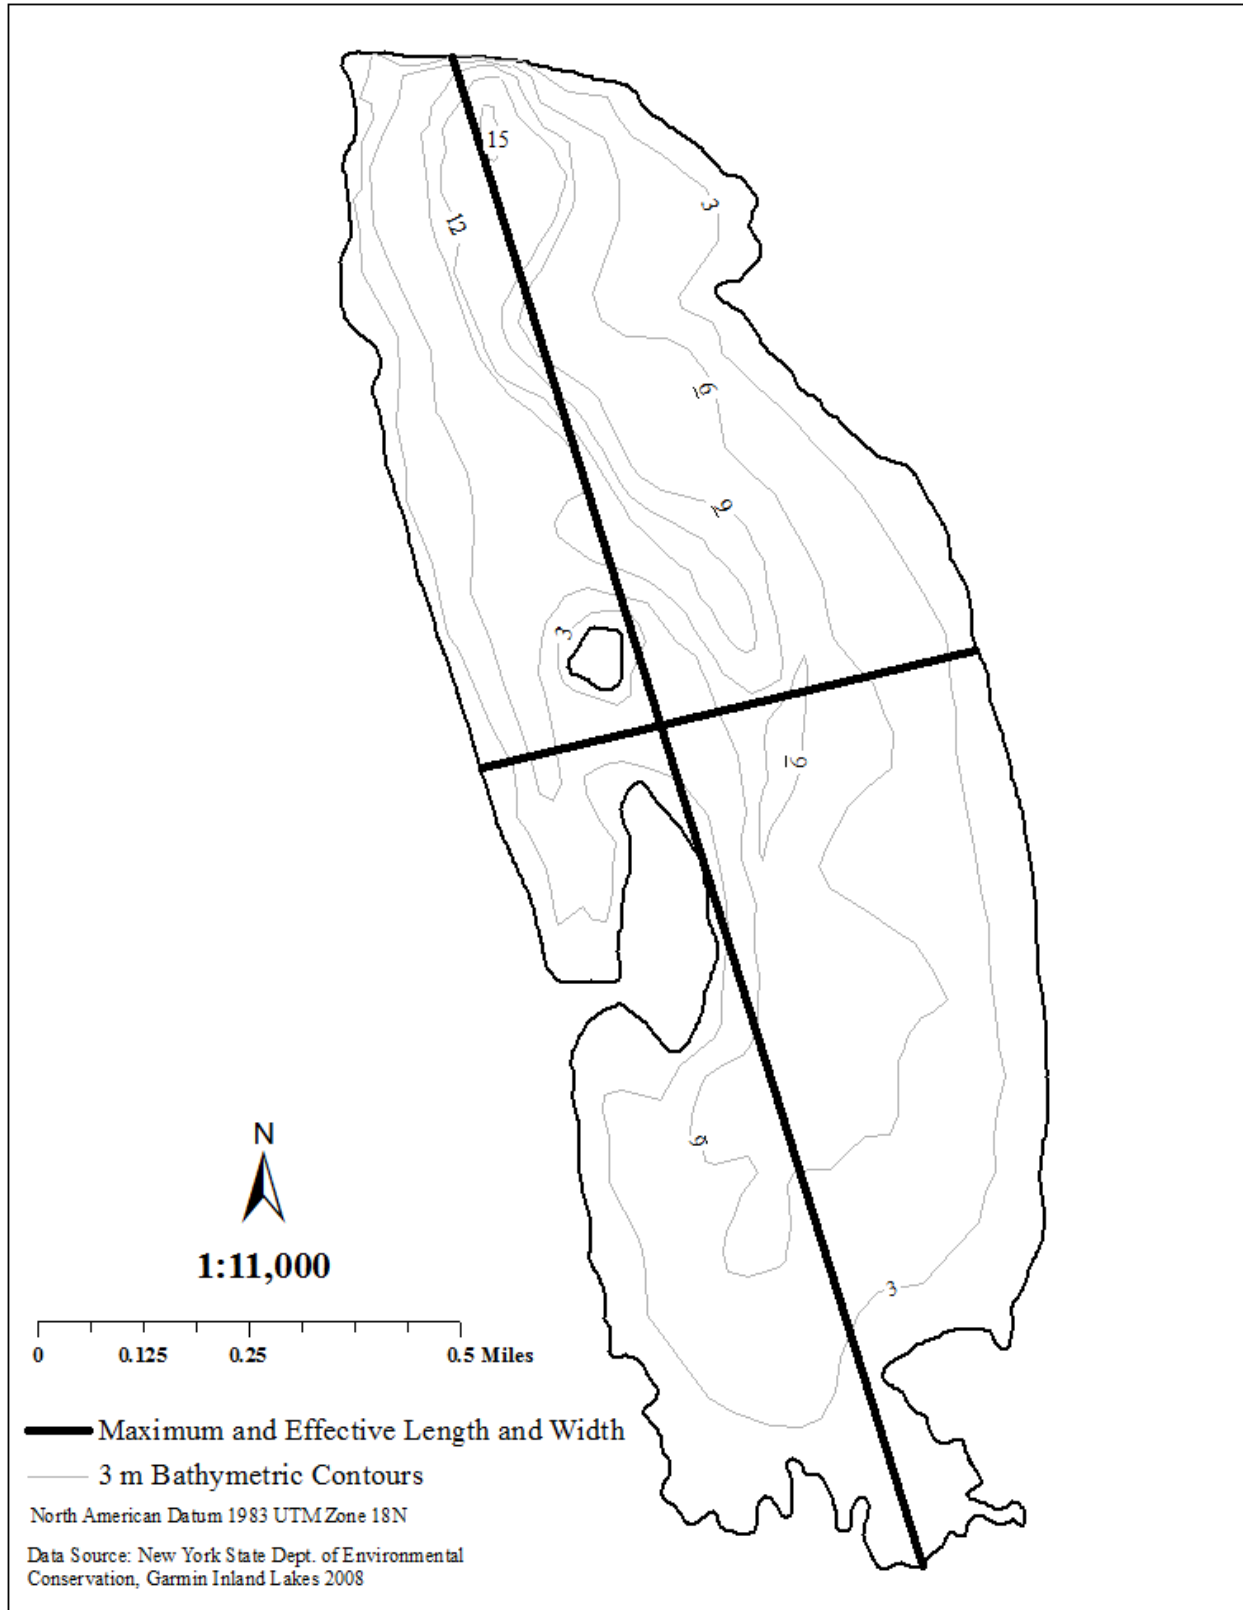 15
3
12
6
9
3
6
6
3
N
1:11,000
0 0.125 0.25 0.5 Miles
Maximum and Effective Length and Width
3 m Bathymetric Contours
North American Datum 1983 UTM Zone 18N
Data Source: New York State Dept. of Environmental
Conservation, Garmin Inland Lakes 2008